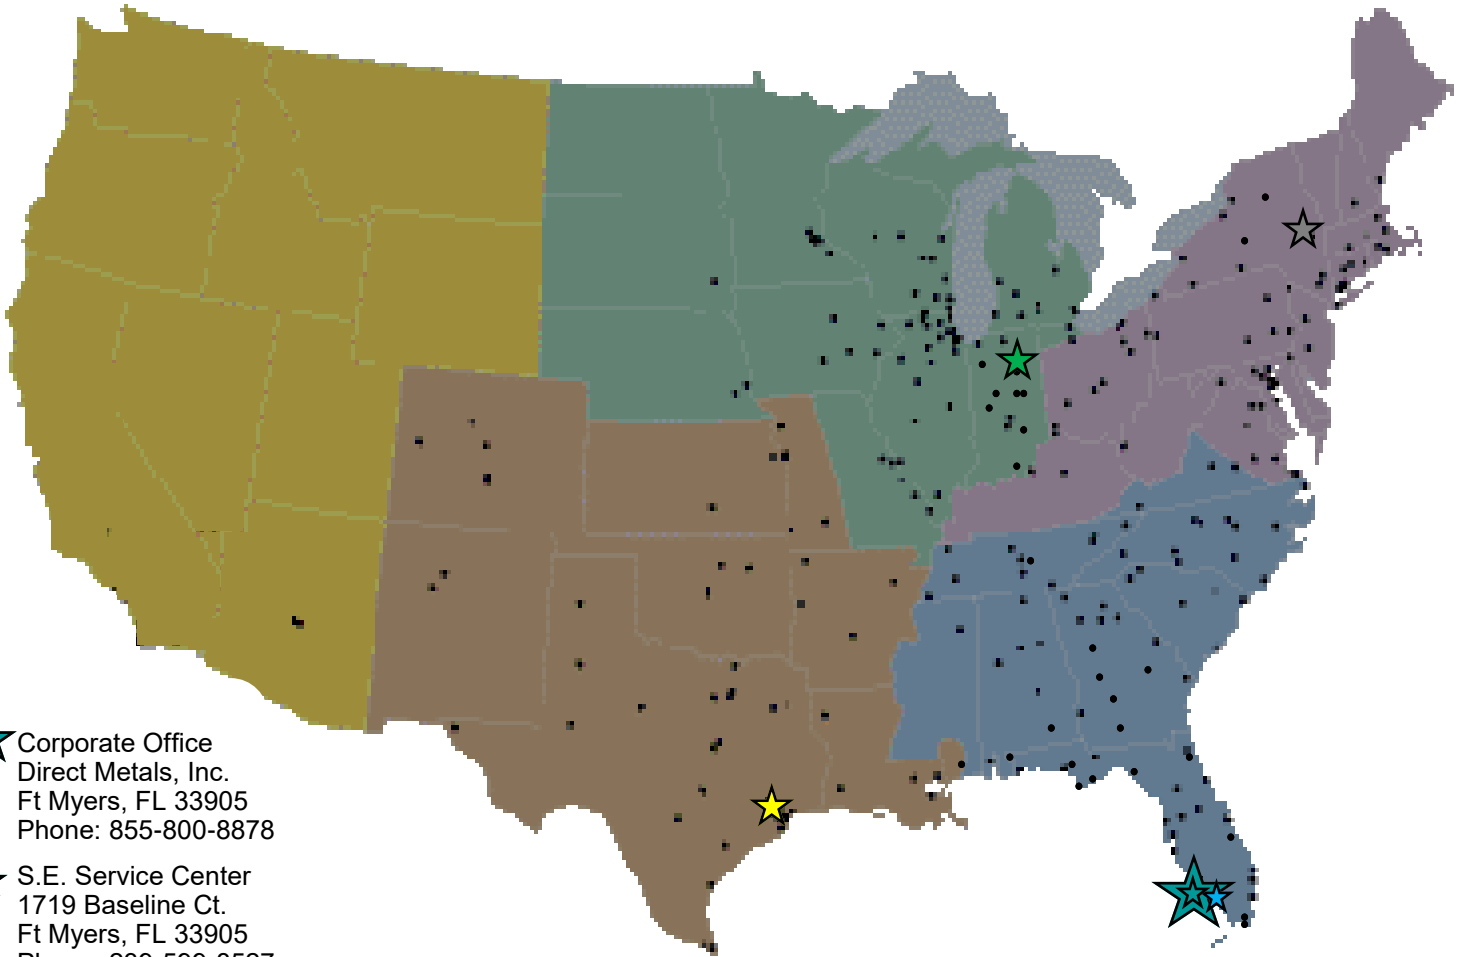 Corporate Office
Direct Metals, Inc.
Ft Myers, FL 33905
Phone: 855-800-8878
S.E. Service Center
1719 Baseline Ct.
Ft Myers, FL 33905